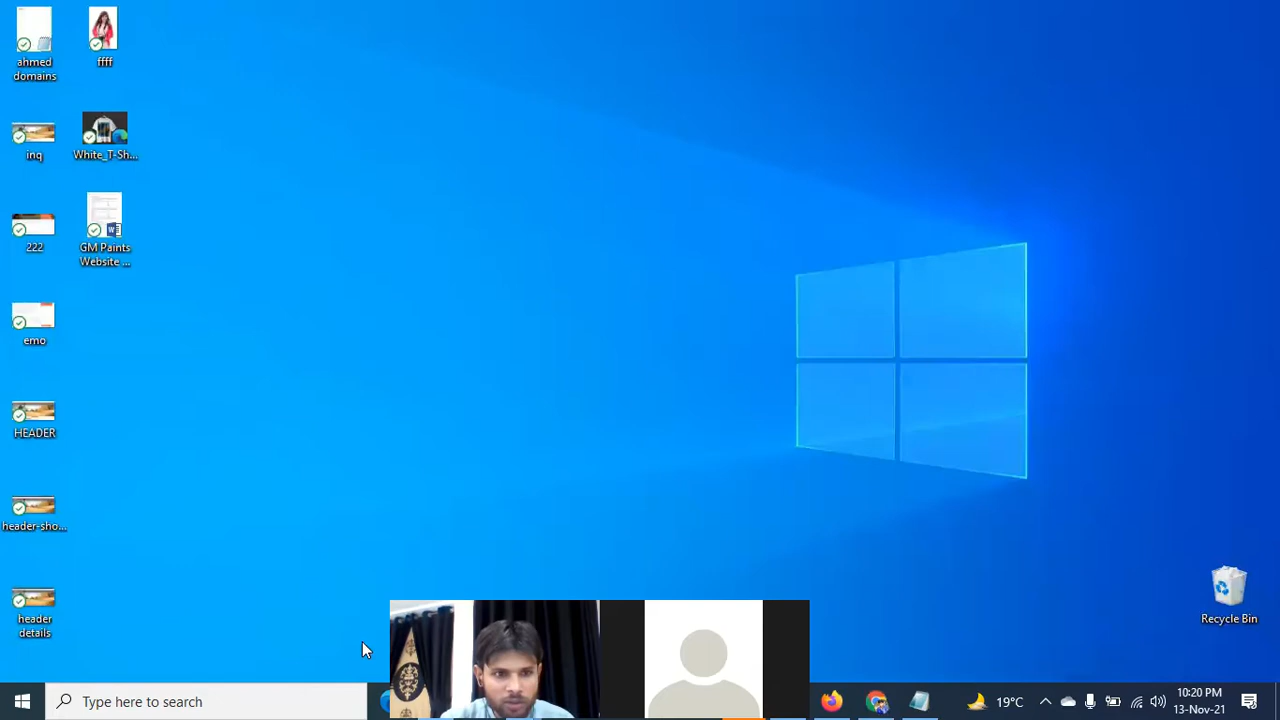 ahmed
domains
ffff
inq
White_T-Sh...
222
GM Paints
Website ...
emo
HEADER
header-sho...
header
details
Recycle Bin
Type here to search
19°C
10:20 PM
13-Nov-21